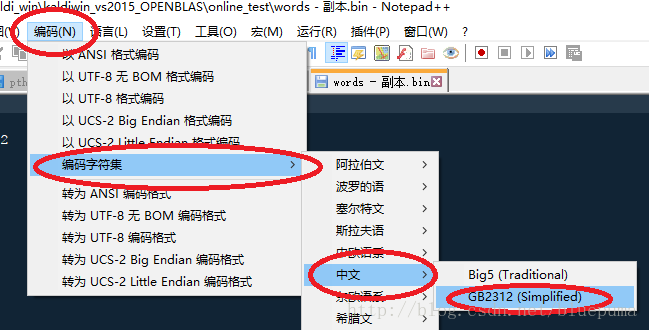 ldi_win\kaldiwin_vs2015_OPENBLAS\online_test\words - 副本.bin - Notepad++
编码(N) 语言(L) 设置(T) 工具(O) 宏(M) 运行(R) 插件(P) 窗口(W) ?
words - 副本.bin
2
以 ANSI 格式编码
以 UTF-8 无 BOM 格式编码
以 UTF-8 格式编码
以 UCS-2 Big Endian 格式编码
以 UCS-2 Little Endian 格式编码
编码字符集
转为 ANSI 编码格式
转为 UTF-8 无 BOM 编码格式
转为 UTF-8 编码格式
转为 UCS-2 Big Endian 编码格式
转为 UCS-2 Little Endian 编码格式
阿拉伯文
波罗的语
塞尔特文
斯拉夫语
中欧语系
中文
东欧语系
希腊文
Big5 (Traditional)
GB2312 (Simplified)
http://blog.csdn.net/bluepuma